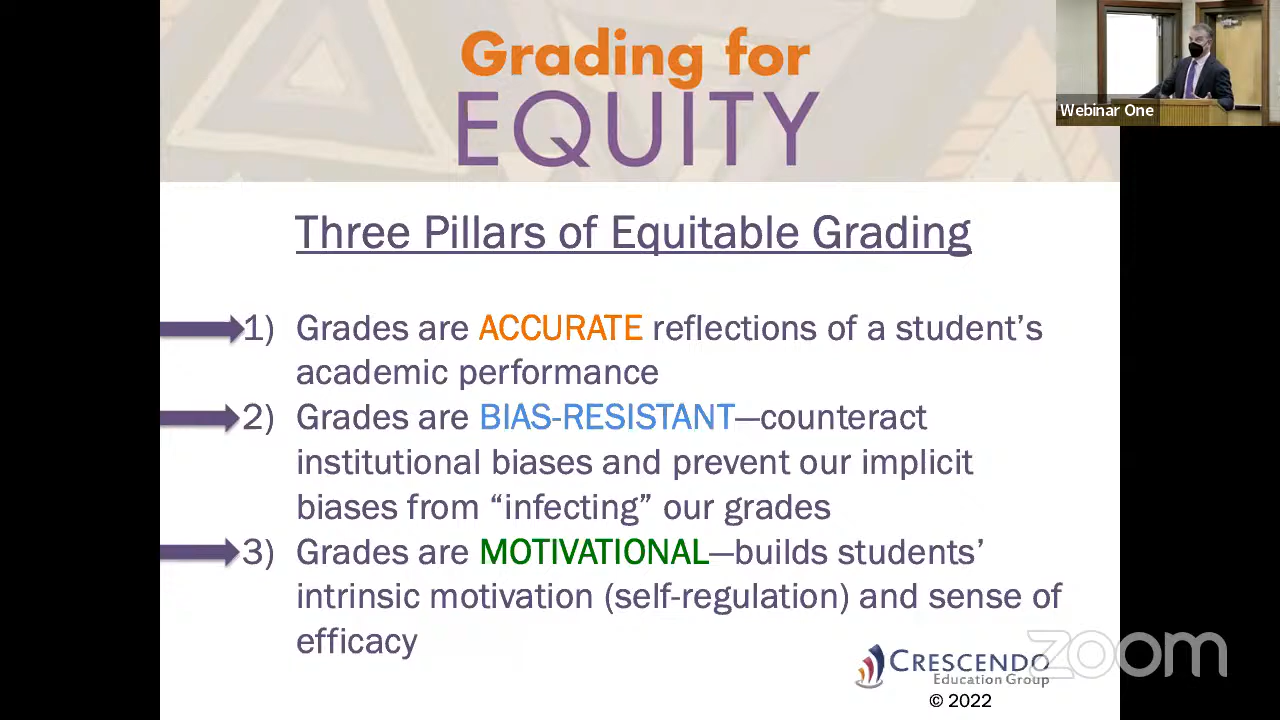 Grading for
EQUITY
Webinar One
Three Pillars of Equitable Grading
1) Grades are ACCURATE reflections of a student’s
academic performance
2) Grades are BIAS-RESISTANT—counteract
institutional biases and prevent our implicit
biases from “infecting” our grades
3) Grades are MOTIVATIONAL—builds students’
intrinsic motivation (self-regulation) and sense of
efficacy
CRESCENDO
Education Group
© 2022
zoom